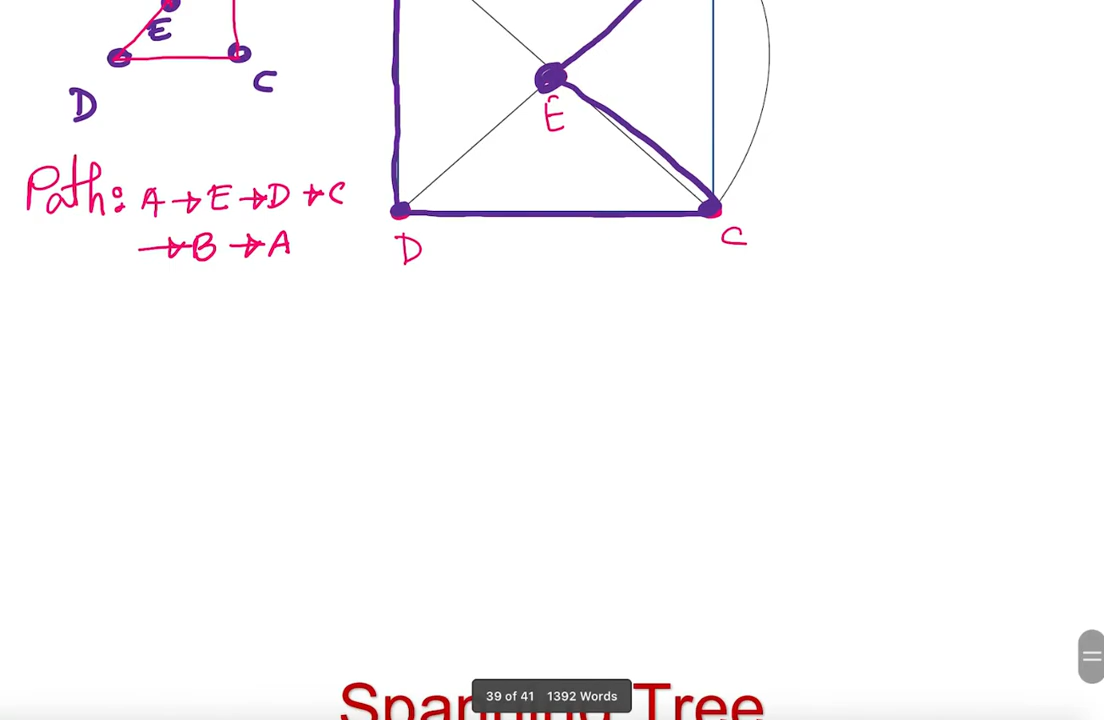 E
C
D
E
Path: A → E → D → C
→ B → A
D
C
Spanning Tree
39 of 41 1392 Words